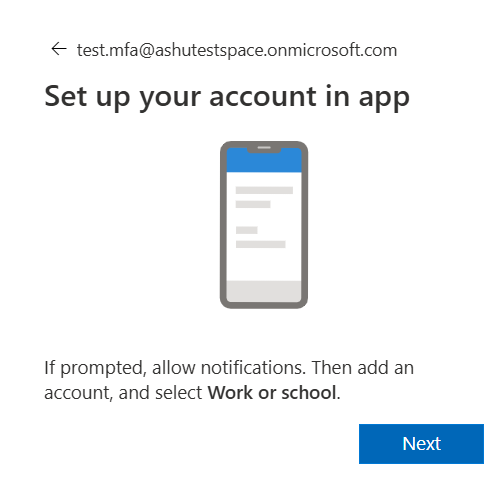 test.mfa@ashutestspace.onmicrosoft.com
Set up your account in app
If prompted, allow notifications. Then add an
account, and select Work or school.
Next